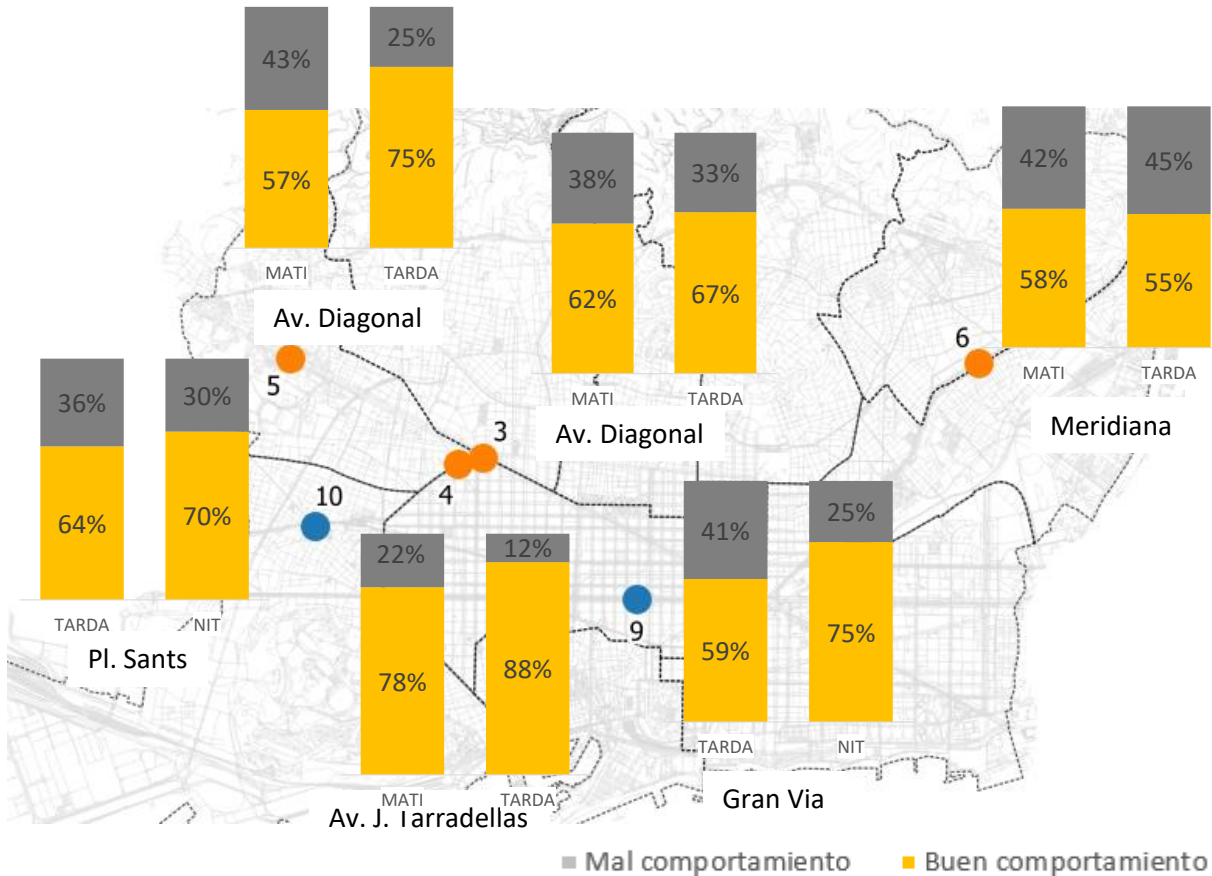 43%
25%
57%
75%
MATI
TARDA
Av. Diagonal
5
38%
33%
62%
67%
MATI
TARDA
Av. Diagonal
42%
45%
58%
55%
MATI
TARDA
Meridiana
6
3
4
36%
30%
64%
70%
TARDA
NIT
Pl. Sants
10
22%
12%
78%
88%
MATI
TARDA
Av. J. Tarradellas
41%
25%
59%
75%
TARDA
NIT
Gran Via
9
Mal comportamiento
Buen comportamiento